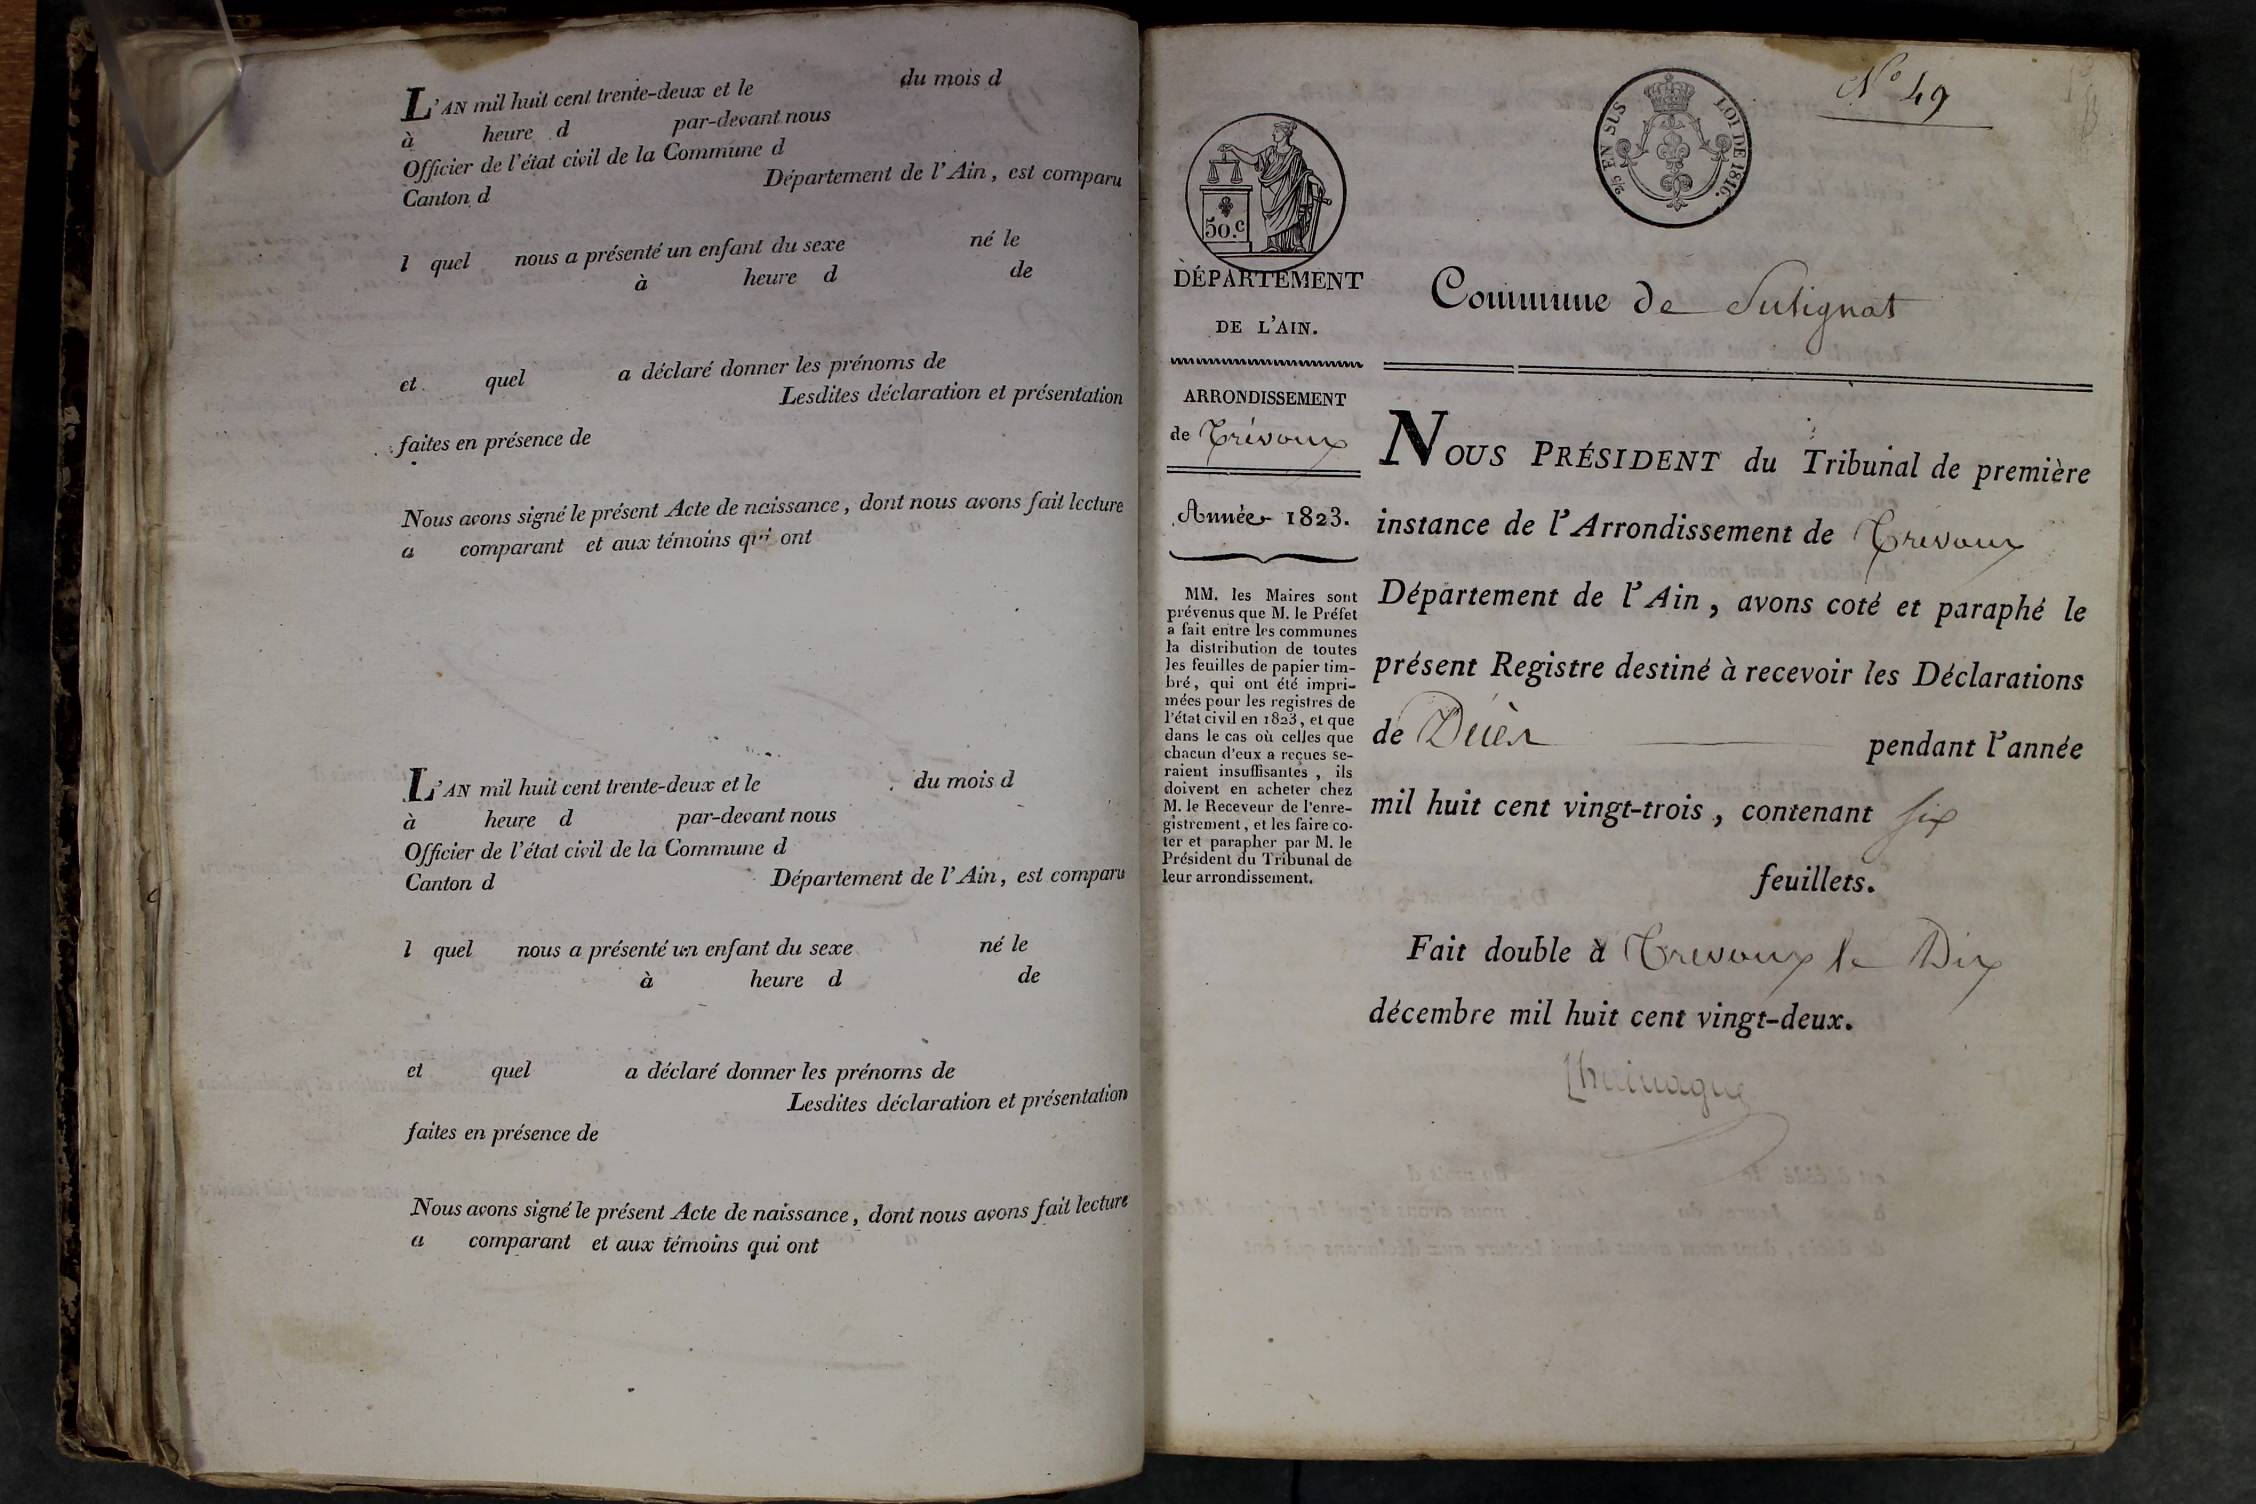 L'AN mil huit cent trente-deux et le du mois d
à heure d par-devant nous
Officier de l'état civil de la Commune d
Canton d Département de l'Ain, est comparu
l quel nous a présenté un enfant du sexe né le
à heure d de
et quel a déclaré donner les prénoms de
Lesdites déclaration et présentation
faites en présence de
Nous avons signé le présent Acte de naissance, dont nous avons fait lecture
a comparant et aux témoins qui ont
L'AN mil huit cent trente-deux et le du mois d
à heure d par-devant nous
Officier de l'état civil de la Commune d
Canton d Département de l'Ain, est comparu
l quel nous a présenté un enfant du sexe né le
à heure d de
et quel a déclaré donner les prénoms de
Lesdites déclaration et présentation
faites en présence de
Nous avons signé le présent Acte de naissance, dont nous avons fait lecture
a comparant et aux témoins qui ont
N° 49
2/5 EN SUS LOI DE 1816.
50.c
DÉPARTEMENT
DE L'AIN.
ARRONDISSEMENT
de Trévoux
Année 1823.
MM. les Maires sont
prévenus que M. le Préfet
a fait entre les communes
la distribution de toutes
les feuilles de papier tim-
bré, qui ont été impri-
mées pour les registres de
l'état civil en 1823, et que
dans le cas où celles que
chacun d'eux a reçues se-
raient insuffisantes, ils
doivent en acheter chez
M. le Receveur de l'enre-
gistrement, et les faire co-
ter et parapher par M. le
Président du Tribunal de
leur arrondissement.
Commune de Sulignat
NOUS PRÉSIDENT du Tribunal de première
instance de l'Arrondissement de Trevoux
Département de l'Ain, avons coté et paraphé le
présent Registre destiné à recevoir les Déclarations
de Décès pendant l'année
mil huit cent vingt-trois, contenant six
feuillets.
Fait double à Trevoux le Dix
décembre mil huit cent vingt-deux.